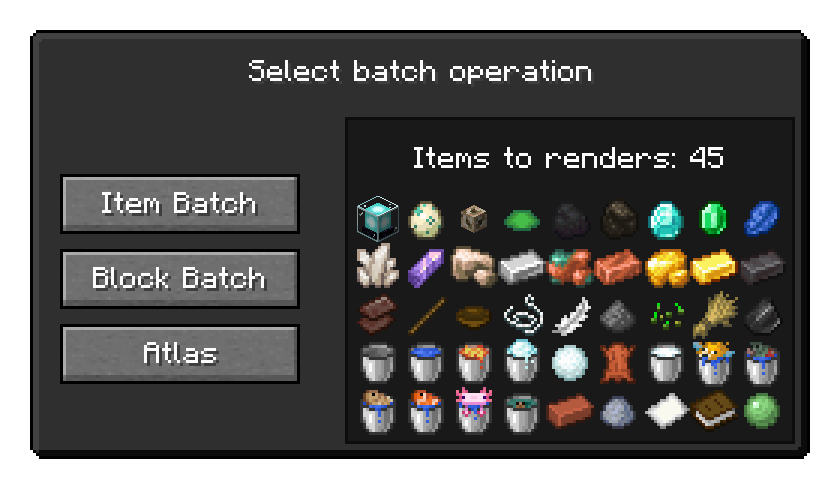 Select batch operation
Items to renders: 45
Item Batch
Block Batch
Atlas